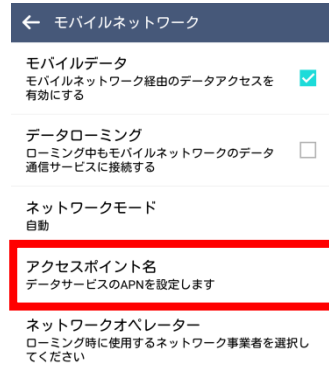 モバイルネットワーク
モバイルデータ
モバイルネットワーク経由のデータアクセスを
有効にする
データローミング
ローミング中もモバイルネットワークのデータ
通信サービスに接続する
ネットワークモード
自動
アクセスポイント名
データサービスのAPNを設定します
ネットワークオペレーター
ローミング時に使用するネットワーク事業者を選択し
てください